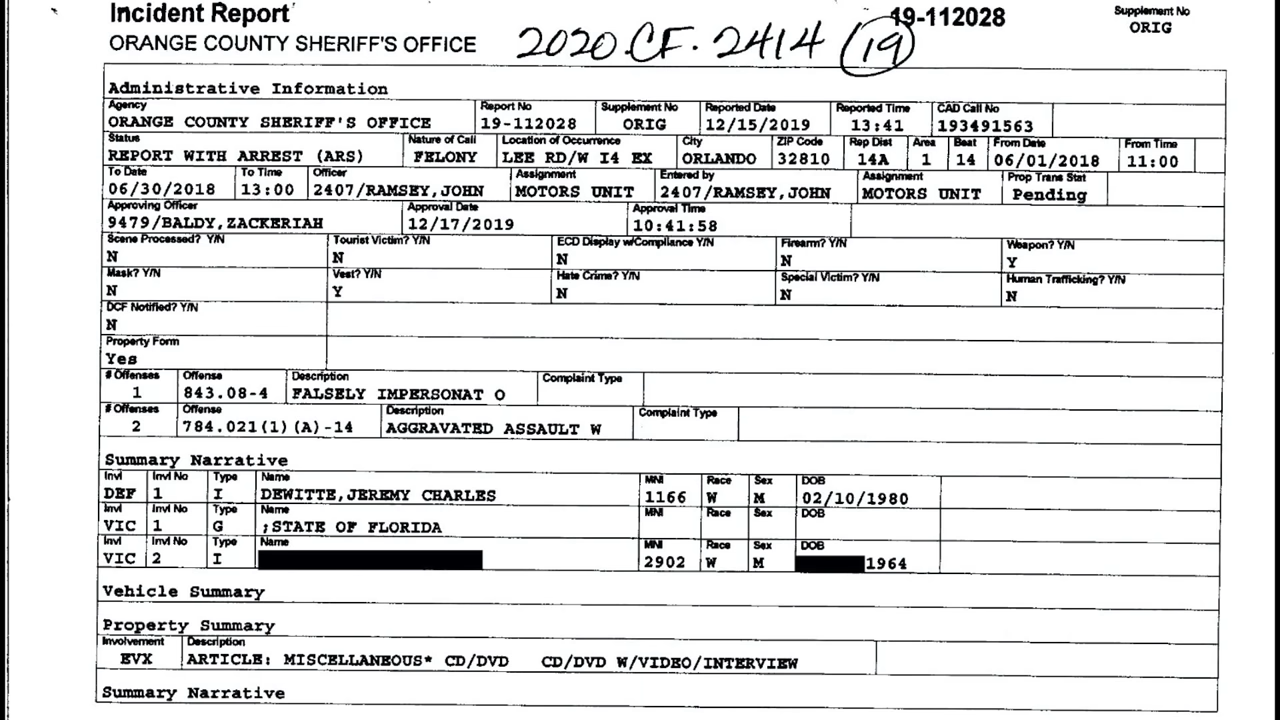 Incident Report
19-112028
Supplement No
ORIG
ORANGE COUNTY SHERIFF'S OFFICE
2020.CF.2414 (19)
Administrative Information
Agency Report No Supplement No Reported Date Reported Time CAD Call No
ORANGE COUNTY SHERIFF'S OFFICE 19-112028 ORIG 12/15/2019 13:41 193491563
Status Nature of Call Location of Occurrence City ZIP Code Rep Dist Area Beat From Date From Time
REPORT WITH ARREST (ARS) FELONY LEE RD/W I4 EX ORLANDO 32810 14A 1 14 06/01/2018 11:00
To Date To Time Officer Assignment Entered by Assignment Prop Trans Stat
06/30/2018 13:00 2407/RAMSEY,JOHN MOTORS UNIT 2407/RAMSEY,JOHN MOTORS UNIT Pending
Approving Officer Approval Date Approval Time
9479/BALDY,ZACKERIAH 12/17/2019 10:41:58
Scene Processed? Y/N Tourist Victim? Y/N ECD Display w/Compliance Y/N Firearm? Y/N Weapon? Y/N
N N N N Y
Mask? Y/N Vest? Y/N Hate Crime? Y/N Special Victim? Y/N Human Trafficking? Y/N
N Y N N N
DCF Notified? Y/N
N
Property Form
Yes
# Offenses Offense Description Complaint Type
1 843.08-4 FALSELY IMPERSONAT O
# Offenses Offense Description Complaint Type
2 784.021(1)(A)-14 AGGRAVATED ASSAULT W
Summary Narrative
Invl Invl No Type Name MNI Race Sex DOB
DEF 1 I DEWITTE,JEREMY CHARLES 1166 W M 02/10/1980
Invl Invl No Type Name MNI Race Sex DOB
VIC 1 G ;STATE OF FLORIDA
Invl Invl No Type Name MNI Race Sex DOB
VIC 2 I 2902 W M 1964
Vehicle Summary
Property Summary
Involvement Description
EVX ARTICLE: MISCELLANEOUS* CD/DVD CD/DVD W/VIDEO/INTERVIEW
Summary Narrative